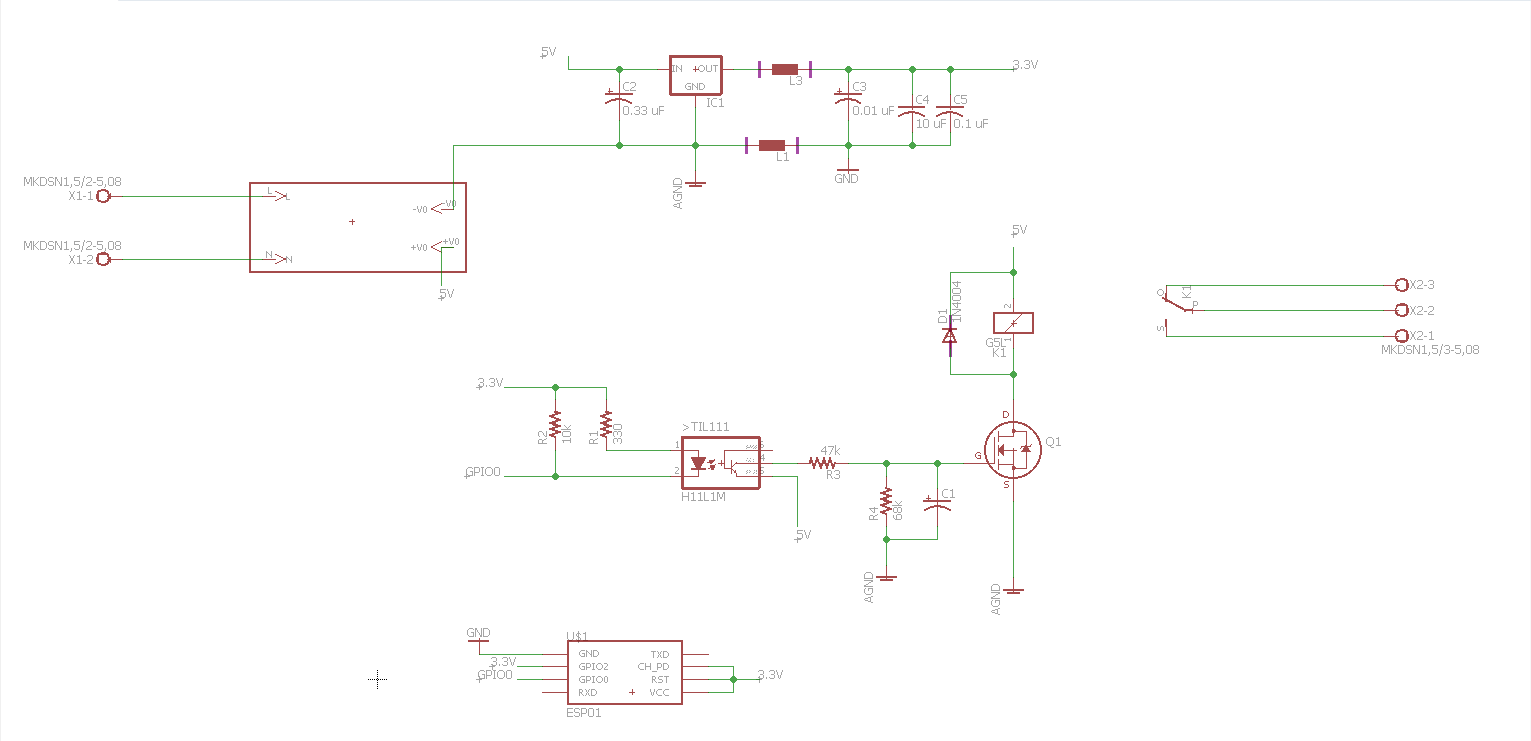 5V
IN
OUT
GND
IC1
C2
0.33 uF
L3
C3
0.01 uF
C4
10 uF
C5
0.1 uF
3.3V
L1
AGND
GND
MKDSN1,5/2-5,08
X1-1
MKDSN1,5/2-5,08
X1-2
L
L
N
N
-V0
-V0
+V0
+V0
5V
5V
D1
1N4004
2
1
G5L
K1
O
K1
P
S
X2-3
X2-2
X2-1
MKDSN1,5/3-5,08
3.3V
R2
10k
R1
330
GPIO0
>TIL111
1
2
4
H11L1M
5V
47k
R3
R4
68k
C1
AGND
D
G
S
Q1
AGND
GND
3.3V
GPIO0
U$1
GND
GPIO2
GPIO0
RXD
TXD
CH_PD
RST
VCC
3.3V
ESP01